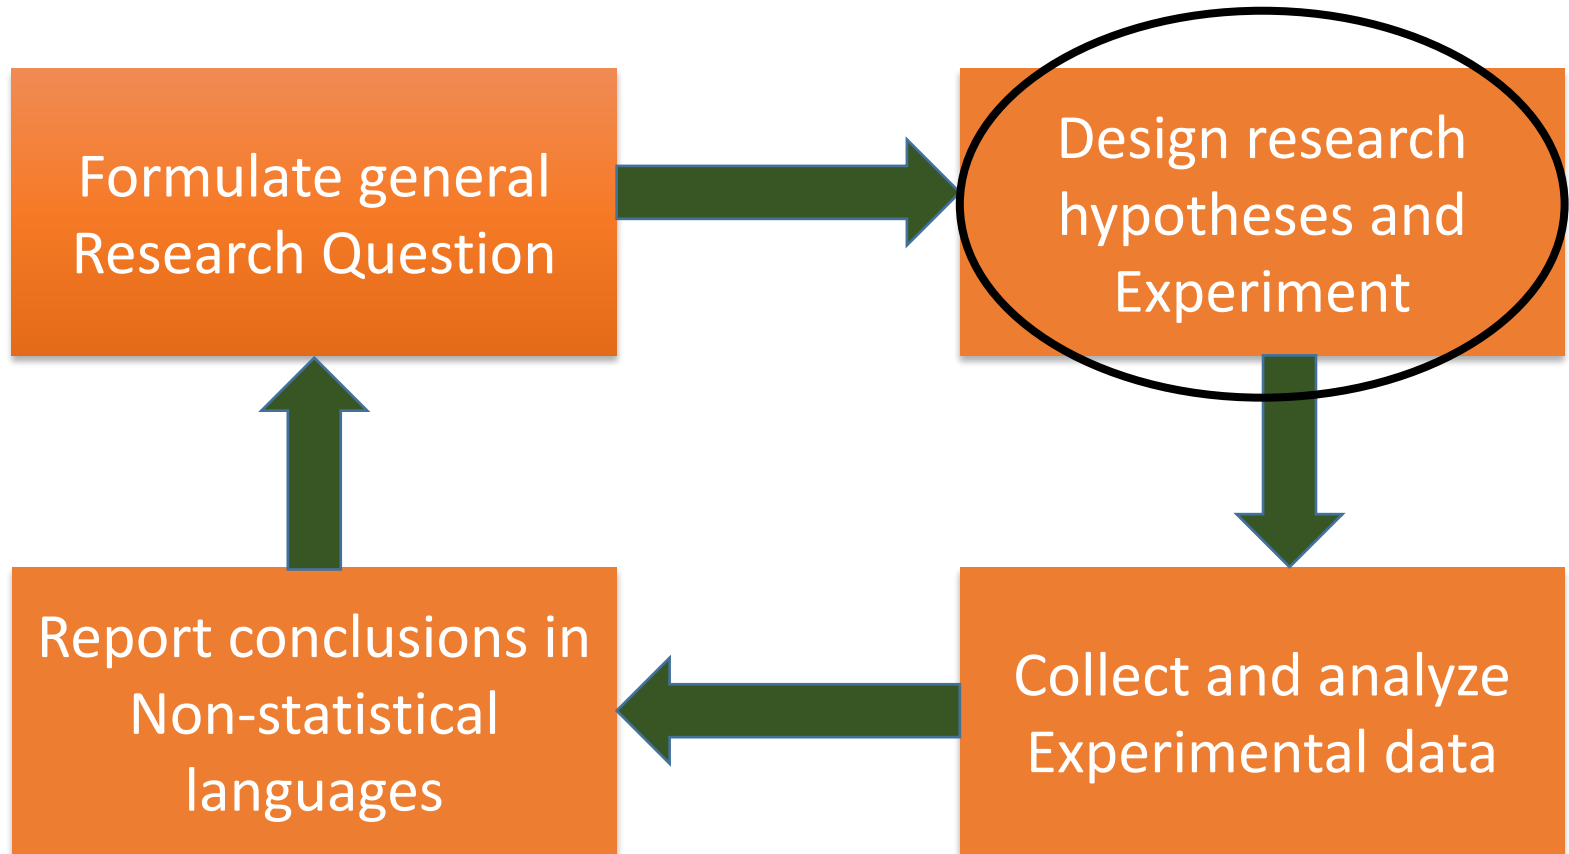 Formulate general
Research Question
Design research
hypotheses and
Experiment
Report conclusions in
Non-statistical
languages
Collect and analyze
Experimental data